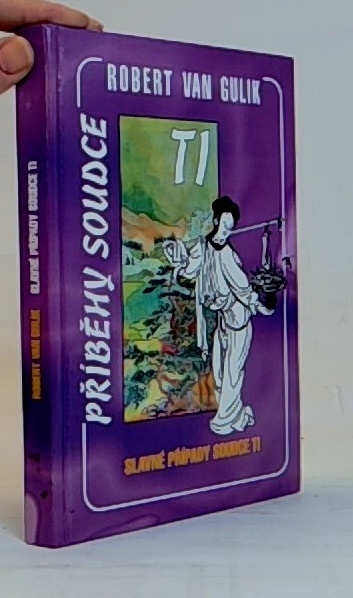 ROBERT VAN GULIK
PŘÍBĚHY SOUDCE
TI
SLAVNÉ PŘÍPADY SOUDCE TI
ROBERT VAN GULIK SLAVNÉ PŘÍPADY SOUDCE TI